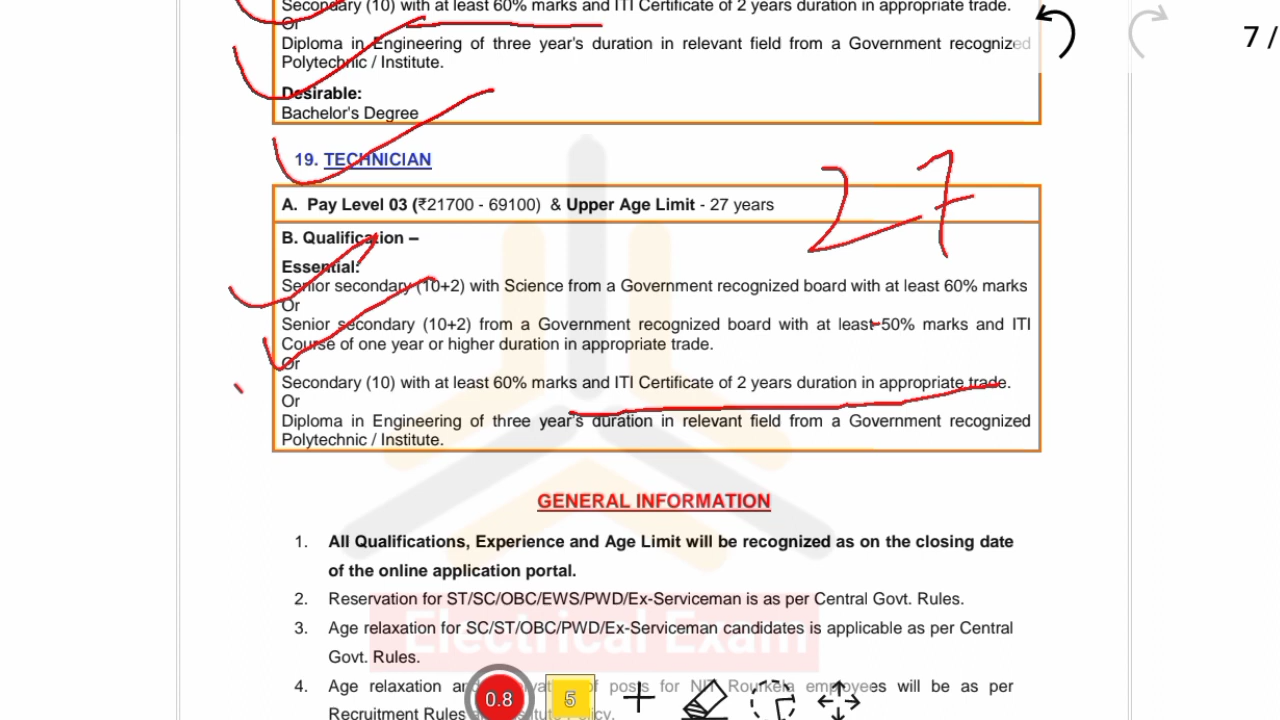 Secondary (10) with at least 60% marks and ITI Certificate of 2 years duration in appropriate trade.
Or
Diploma in Engineering of three year's duration in relevant field from a Government recognized
Polytechnic / Institute.
Desirable:
Bachelor's Degree
7 /
19. TECHNICIAN
27
A. Pay Level 03 (₹21700 - 69100) & Upper Age Limit - 27 years
B. Qualification –
Essential:
Senior secondary (10+2) with Science from a Government recognized board with at least 60% marks
Or
Senior secondary (10+2) from a Government recognized board with at least 50% marks and ITI
Course of one year or higher duration in appropriate trade.
Or
Secondary (10) with at least 60% marks and ITI Certificate of 2 years duration in appropriate trade.
Or
Diploma in Engineering of three year's duration in relevant field from a Government recognized
Polytechnic / Institute.
GENERAL INFORMATION
1. All Qualifications, Experience and Age Limit will be recognized as on the closing date
of the online application portal.
2. Reservation for ST/SC/OBC/EWS/PWD/Ex-Serviceman is as per Central Govt. Rules.
3. Age relaxation for SC/ST/OBC/PWD/Ex-Serviceman candidates is applicable as per Central
Govt. Rules.
Electrical Exam
4. Age relaxation and posts for NIT Rourkela employees will be as per
Recruitment Rules
0.8
5